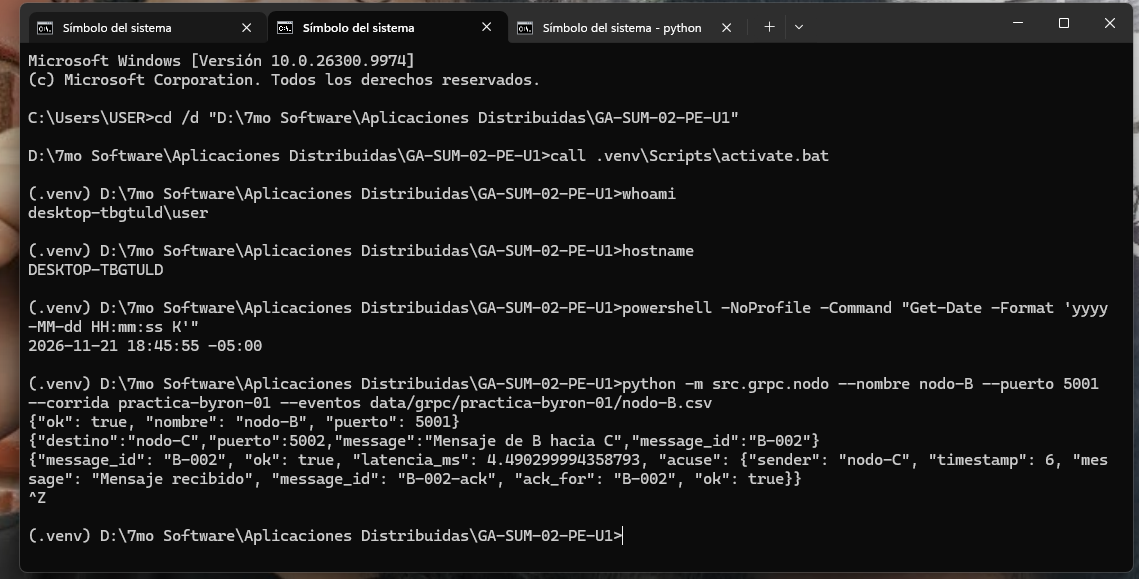 Símbolo del sistema
Símbolo del sistema
Símbolo del sistema - python
Microsoft Windows [Versión 10.0.26300.9974]
(c) Microsoft Corporation. Todos los derechos reservados.
C:\Users\USER>cd /d "D:\7mo Software\Aplicaciones Distribuidas\GA-SUM-02-PE-U1"
D:\7mo Software\Aplicaciones Distribuidas\GA-SUM-02-PE-U1>call .venv\Scripts\activate.bat
(.venv) D:\7mo Software\Aplicaciones Distribuidas\GA-SUM-02-PE-U1>whoami
desktop-tbgtuld\user
(.venv) D:\7mo Software\Aplicaciones Distribuidas\GA-SUM-02-PE-U1>hostname
DESKTOP-TBGTULD
(.venv) D:\7mo Software\Aplicaciones Distribuidas\GA-SUM-02-PE-U1>powershell -NoProfile -Command "Get-Date -Format 'yyyy
-MM-dd HH:mm:ss K'"
2026-11-21 18:45:55 -05:00
(.venv) D:\7mo Software\Aplicaciones Distribuidas\GA-SUM-02-PE-U1>python -m src.grpc.nodo --nombre nodo-B --puerto 5001
--corrida practica-byron-01 --eventos data/grpc/practica-byron-01/nodo-B.csv
{"ok": true, "nombre": "nodo-B", "puerto": 5001}
{"destino":"nodo-C","puerto":5002,"message":"Mensaje de B hacia C","message_id":"B-002"}
{"message_id": "B-002", "ok": true, "latencia_ms": 4.490299994358793, "acuse": {"sender": "nodo-C", "timestamp": 6, "mes
sage": "Mensaje recibido", "message_id": "B-002-ack", "ack_for": "B-002", "ok": true}}
^Z
(.venv) D:\7mo Software\Aplicaciones Distribuidas\GA-SUM-02-PE-U1>